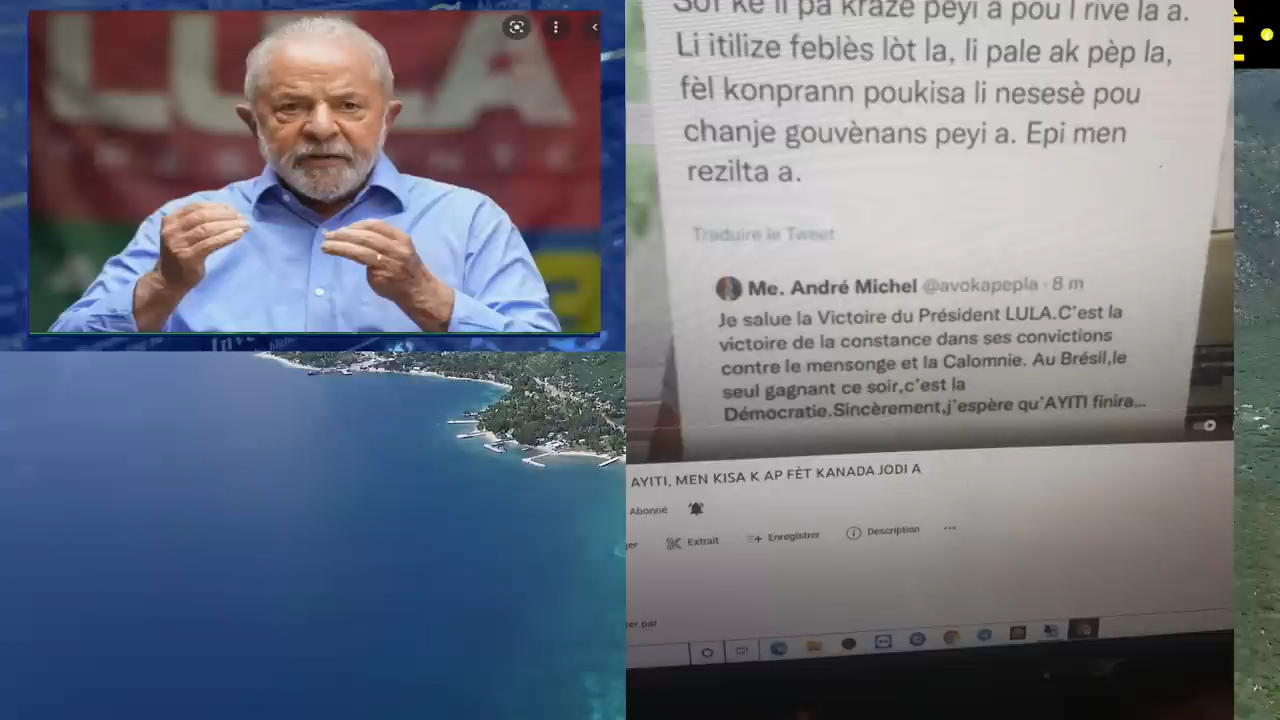 LULA
Sof ke li pa kraze peyi a pou l rive la a.
Li itilize feblès lòt la, li pale ak pèp la,
fèl konprann poukisa li nesesè pou
chanje gouvènans peyi a. Epi men
rezilta a.
Traduire le Tweet
Me. André Michel @avokapepla · 8 m
Je salue la Victoire du Président LULA.C'est la
victoire de la constance dans ses convictions
contre le mensonge et la Calomnie. Au Brésil,le
seul gagnant ce soir,c'est la
Démocratie.Sincèrement,j'espère qu'AYITI finira...
AYITI, MEN KISA K AP FÈT KANADA JODI A
Abonné
Extrait
Enregistrer
Description